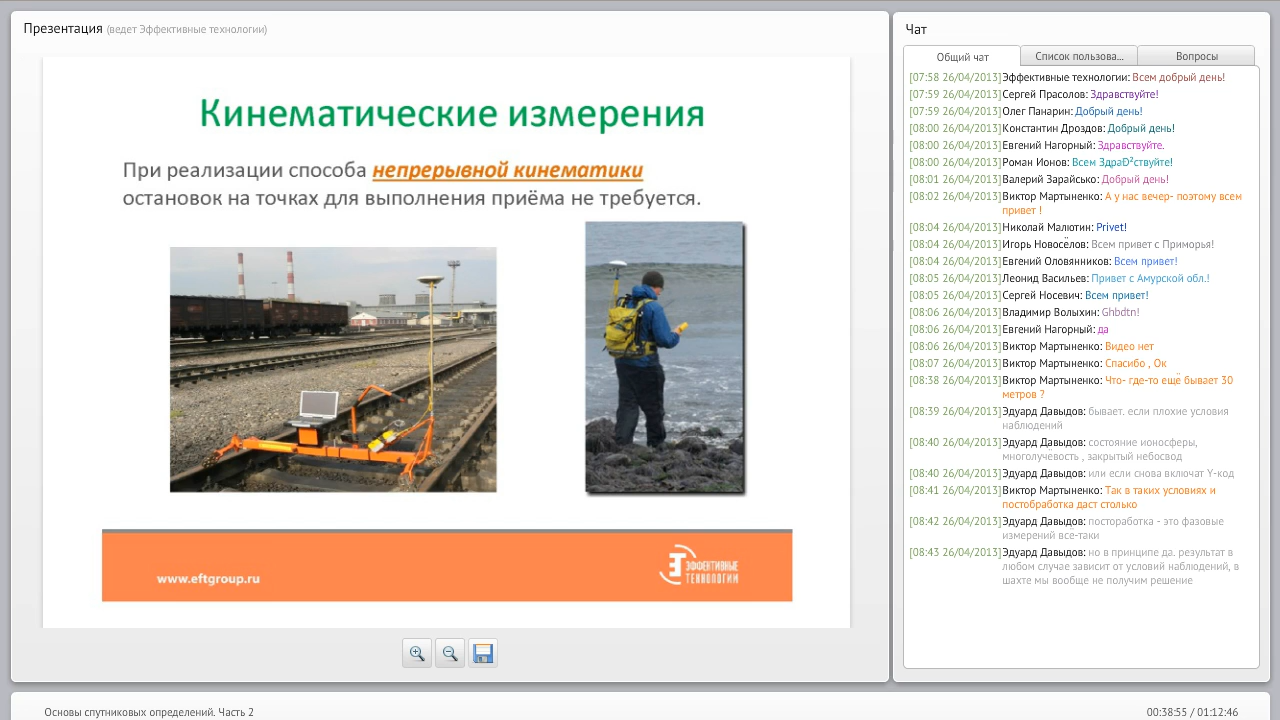 Презентация (ведет Эффективные технологии)
Кинематические измерения
При реализации способа непрерывной кинематики
остановок на точках для выполнения приёма не требуется.
www.eftgroup.ru
ЭФФЕКТИВНЫЕ
ТЕХНОЛОГИИ
Чат
Общий чат
Список пользова...
Вопросы
[07:58 26/04/2013]Эффективные технологии: Всем добрый день!
[07:59 26/04/2013]Сергей Прасолов: Здравствуйте!
[07:59 26/04/2013]Олег Панарин: Добрый день!
[08:00 26/04/2013]Константин Дроздов: Добрый день!
[08:00 26/04/2013]Евгений Нагорный: Здравствуйте.
[08:00 26/04/2013]Роман Ионов: Всем ЗдраÐ²ствуйте!
[08:01 26/04/2013]Валерий Зарайсько: Добрый день!
[08:02 26/04/2013]Виктор Мартыненко: А у нас вечер- поэтому всем
привет !
[08:04 26/04/2013]Николай Малютин: Privet!
[08:04 26/04/2013]Игорь Новосёлов: Всем привет с Приморья!
[08:04 26/04/2013]Евгений Оловянников: Всем привет!
[08:05 26/04/2013]Леонид Васильев: Привет с Амурской обл.!
[08:05 26/04/2013]Сергей Носевич: Всем привет!
[08:06 26/04/2013]Владимир Волыхин: Ghbdtn!
[08:06 26/04/2013]Евгений Нагорный: да
[08:06 26/04/2013]Виктор Мартыненко: Видео нет
[08:07 26/04/2013]Виктор Мартыненко: Спасибо , Ок
[08:38 26/04/2013]Виктор Мартыненко: Что- где-то ещё бывает 30
метров ?
[08:39 26/04/2013]Эдуард Давыдов: бывает. если плохие условия
наблюдений
[08:40 26/04/2013]Эдуард Давыдов: состояние ионосферы,
многолучевость , закрытый небосвод
[08:40 26/04/2013]Эдуард Давыдов: или если снова включат Y-код
[08:41 26/04/2013]Виктор Мартыненко: Так в таких условиях и
постобработка даст столько
[08:42 26/04/2013]Эдуард Давыдов: постоработка - это фазовые
измерений всё-таки
[08:43 26/04/2013]Эдуард Давыдов: но в принципе да. результат в
любом случае зависит от условий наблюдений, в
шахте мы вообще не получим решение
Основы спутниковых определений. Часть 2
00:38:55 / 01:12:46